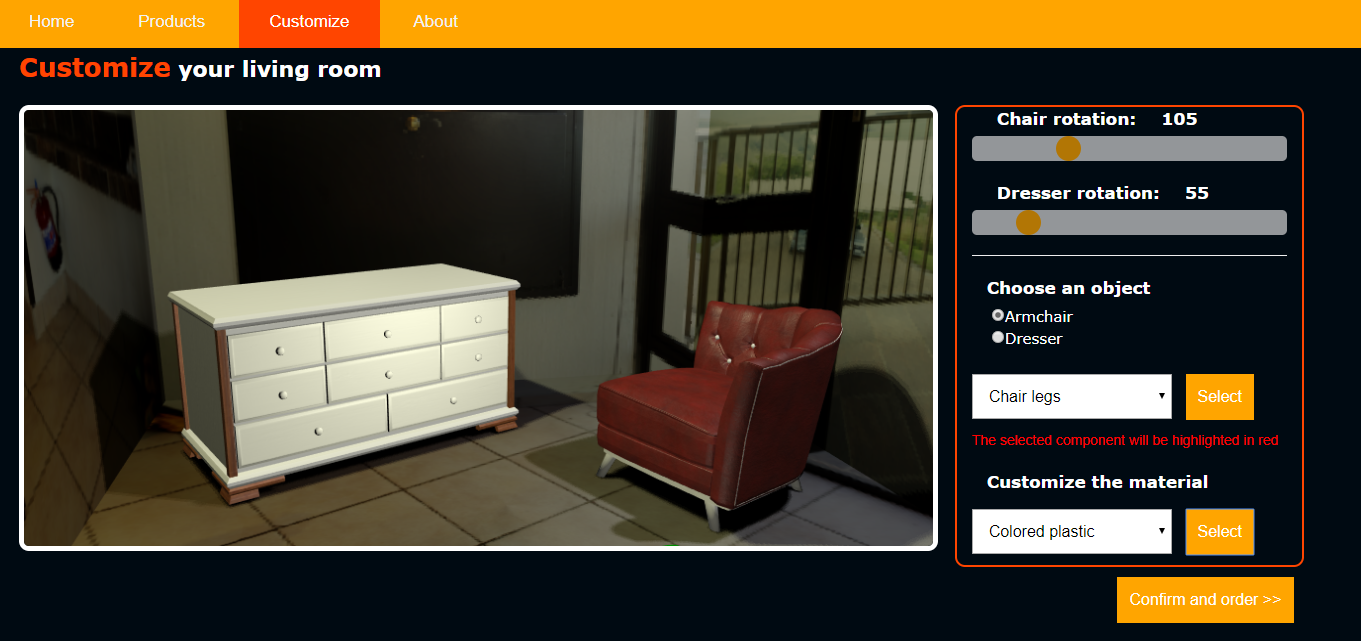 Home Products Customize About
Customize your living room
Chair rotation: 105
Dresser rotation: 55
Choose an object
Armchair
Dresser
Chair legs Select
The selected component will be highlighted in red
Customize the material
Colored plastic Select
Confirm and order >>